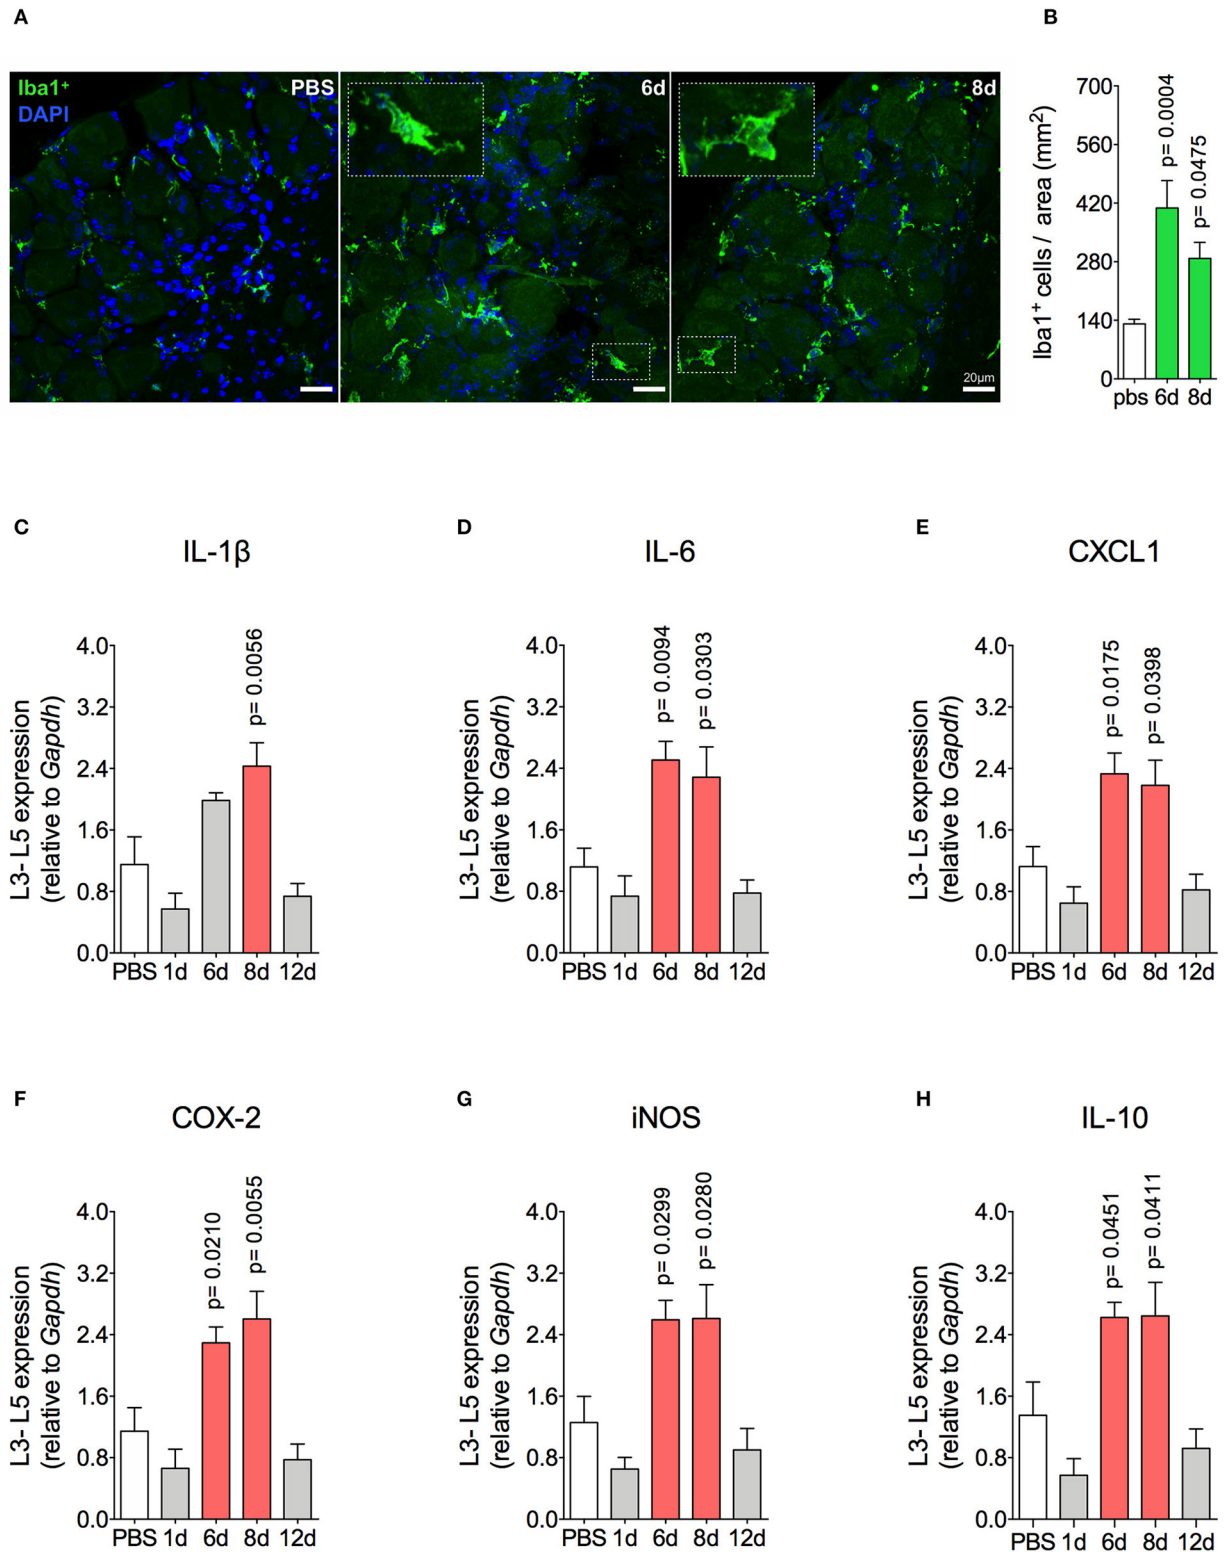 A
B
Iba1⁺
DAPI
PBS
6d
8d
20μm
Iba1⁺ cells / area (mm²)
700
560
420
280
140
0
p= 0.0004
p= 0.0475
pbs 6d 8d
C
IL-1β
L3- L5 expression
(relative to Gapdh)
4.0
3.2
2.4
1.6
0.8
0.0
p= 0.0056
PBS 1d 6d 8d 12d
D
IL-6
L3- L5 expression
(relative to Gapdh)
4.0
3.2
2.4
1.6
0.8
0.0
p= 0.0094
p= 0.0303
PBS 1d 6d 8d 12d
E
CXCL1
L3- L5 expression
(relative to Gapdh)
4.0
3.2
2.4
1.6
0.8
0.0
p= 0.0175
p= 0.0398
PBS 1d 6d 8d 12d
F
COX-2
L3- L5 expression
(relative to Gapdh)
4.0
3.2
2.4
1.6
0.8
0.0
p= 0.0210
p= 0.0055
PBS 1d 6d 8d 12d
G
iNOS
L3- L5 expression
(relative to Gapdh)
4.0
3.2
2.4
1.6
0.8
0.0
p= 0.0299
p= 0.0280
PBS 1d 6d 8d 12d
H
IL-10
L3- L5 expression
(relative to Gapdh)
4.0
3.2
2.4
1.6
0.8
0.0
p= 0.0451
p= 0.0411
PBS 1d 6d 8d 12d